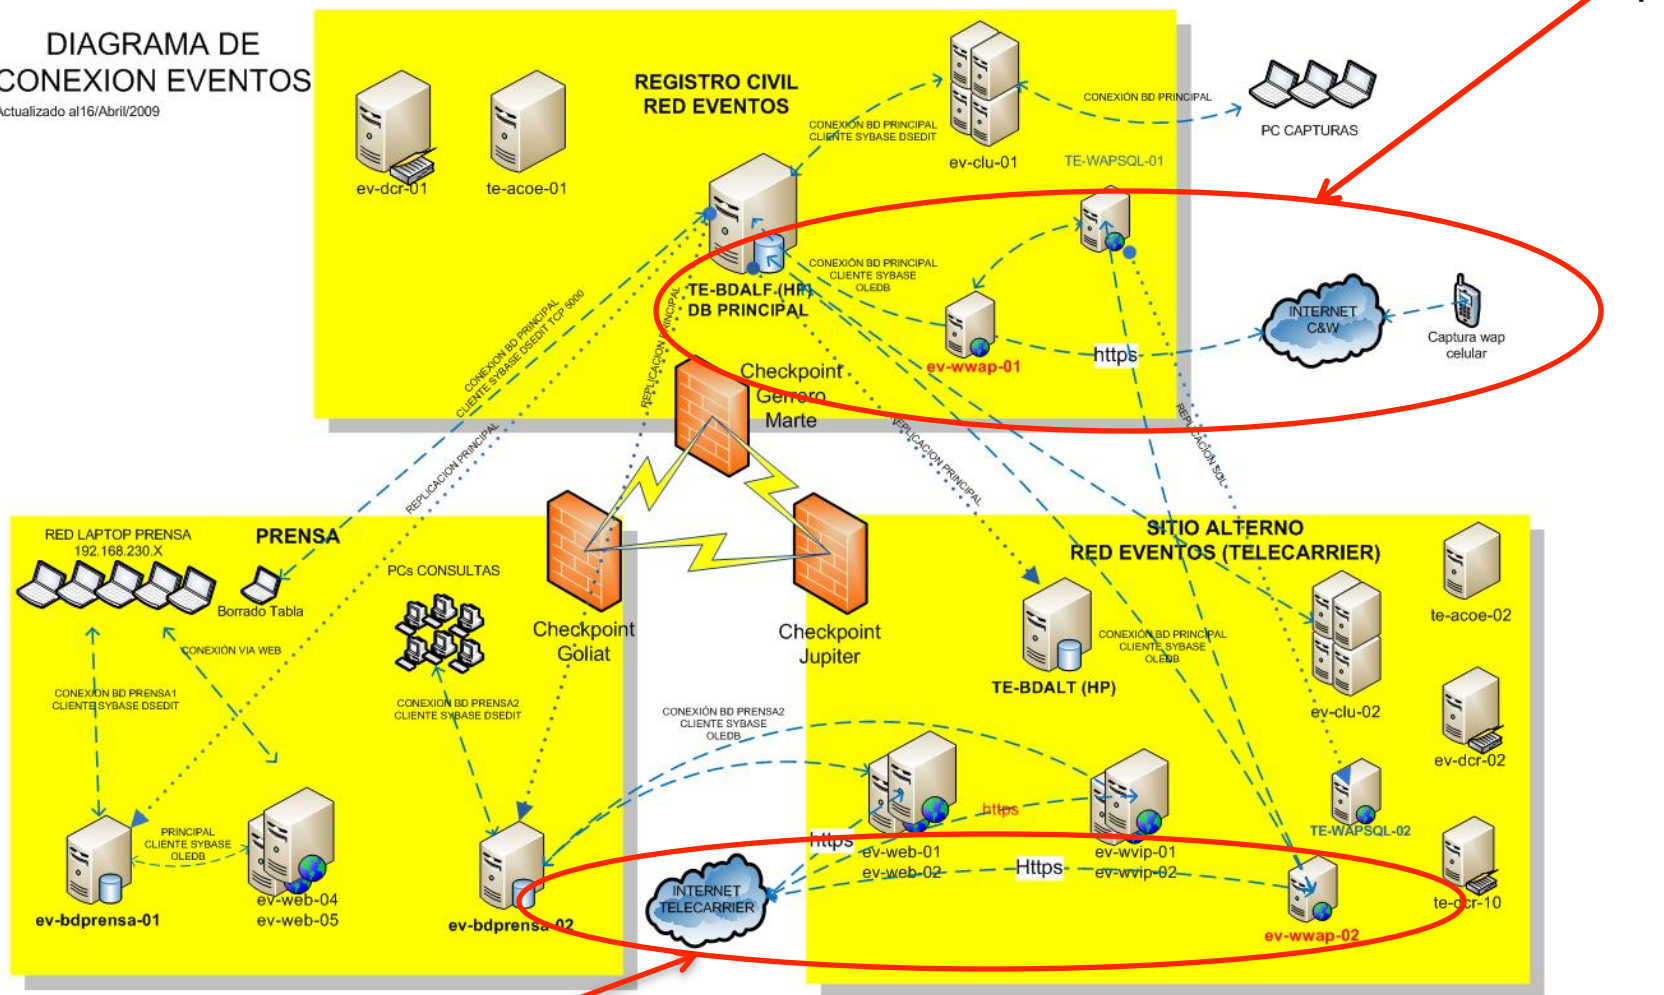 DIAGRAMA DE
CONEXION EVENTOS
Actualizado al16/Abril/2009
REGISTRO CIVIL
RED EVENTOS
ev-dcr-01
te-acoe-01
CONEXIÓN BD PRINCIPAL
CLIENTE SYBASE DSEDIT
ev-clu-01
CONEXIÓN BD PRINCIPAL
PC CAPTURAS
TE-WAPSQL-01
TE-BDALF (HP)
DB PRINCIPAL
CONEXIÓN BD PRINCIPAL
CLIENTE SYBASE
OLEDB
ev-wwap-01
https
INTERNET
C&W
Captura wap
celular
CONEXION BD PRINCIPAL
CLIENTE SYBASE DSEDIT TCP 5000
REPLICACION PRINCIPAL
REPLICACION PRINCIPAL
REPLICACION PRINCIPAL
REPLICACION SQL
Checkpoint
Gerrero
Marte
Checkpoint
Goliat
Checkpoint
Jupiter
PRENSA
RED LAPTOP PRENSA
192.168.230.X
Borrado Tabla
PCs CONSULTAS
CONEXIÓN VIA WEB
CONEXION BD PRENSA1
CLIENTE SYBASE DSEDIT
CONEXIÓN BD PRENSA2
CLIENTE SYBASE DSEDIT
PRINCIPAL
CLIENTE SYBASE
OLEDB
ev-bdprensa-01
ev-web-04
ev-web-05
ev-bdprensa-02
CONEXIÓN BD PRENSA2
CLIENTE SYBASE
OLEDB
SITIO ALTERNO
RED EVENTOS (TELECARRIER)
te-acoe-02
TE-BDALT (HP)
CONEXIÓN BD PRINCIPAL
CLIENTE SYBASE
OLEDB
ev-clu-02
ev-dcr-02
TE-WAPSQL-02
https
https
ev-web-01
ev-web-02
ev-wvip-01
ev-wvip-02
Https
INTERNET
TELECARRIER
te-dcr-10
ev-wwap-02